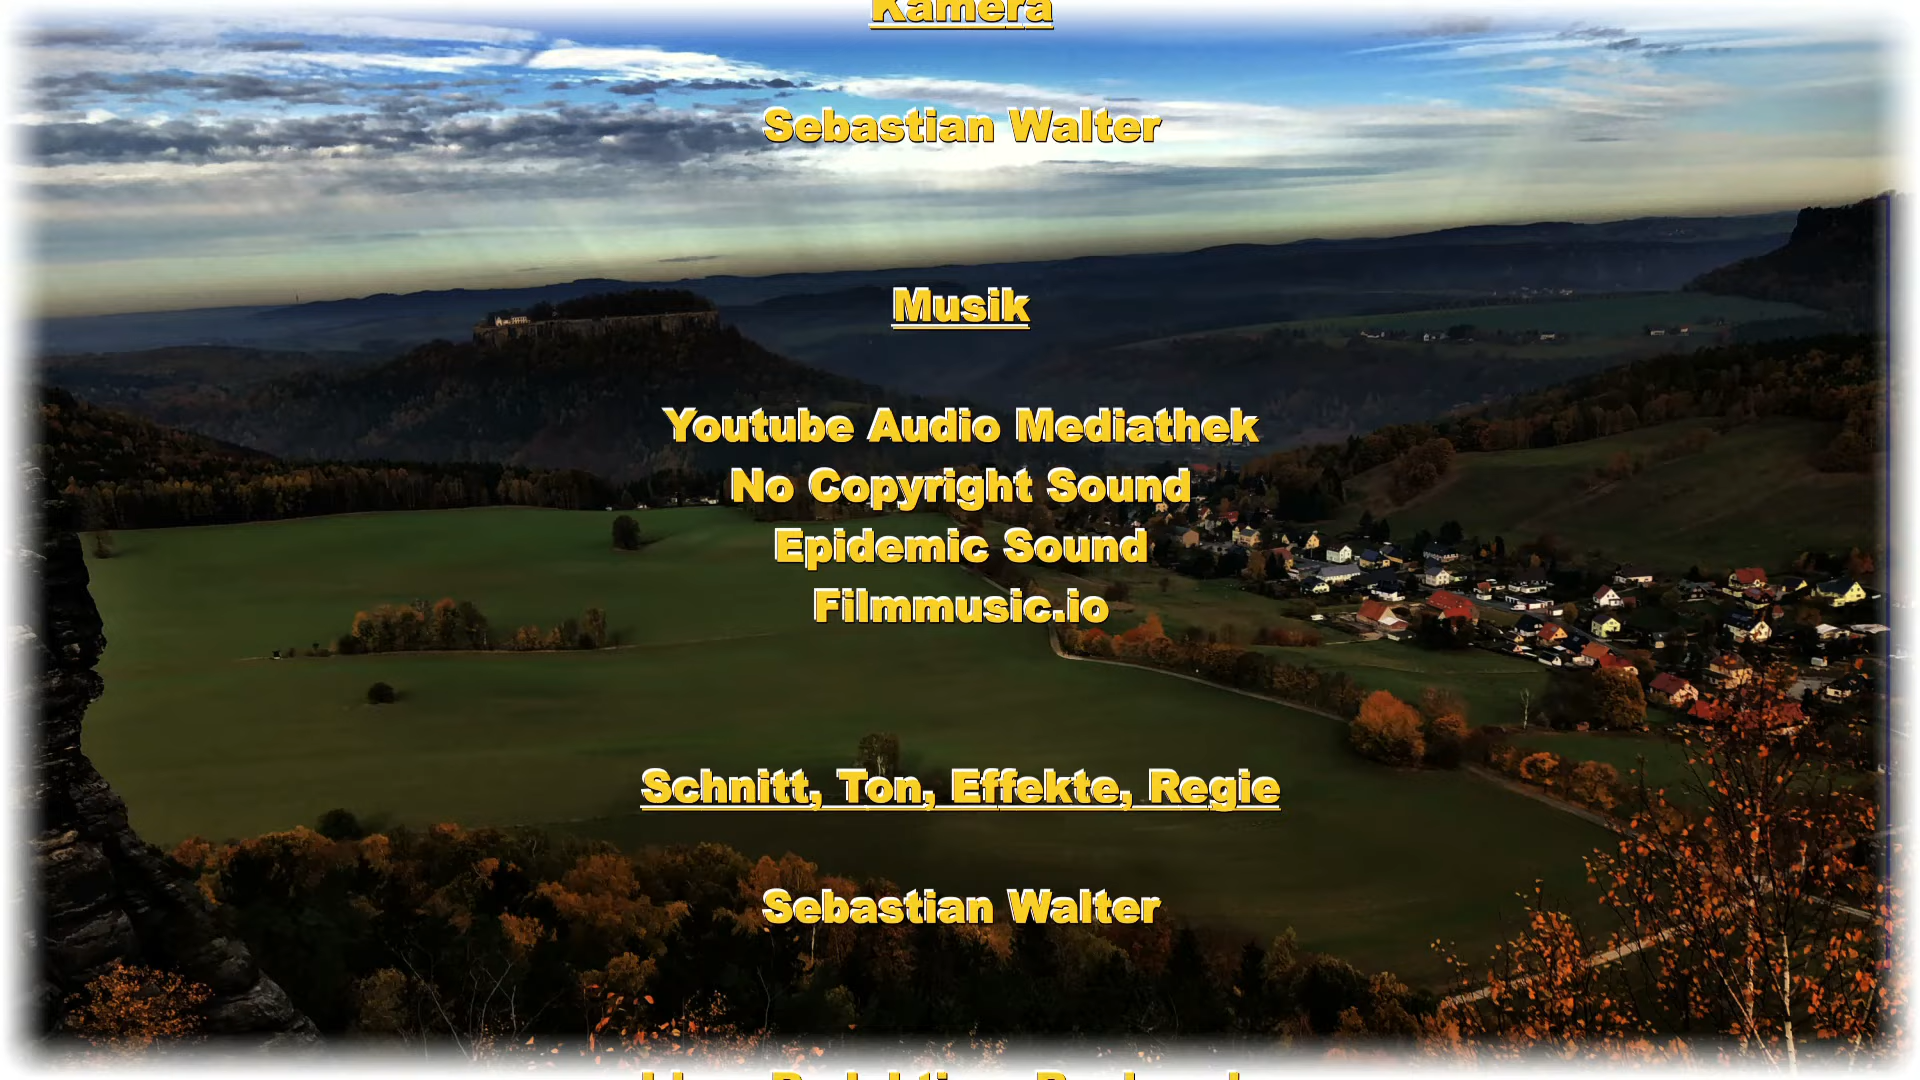 Kamera
Sebastian Walter
Musik
Youtube Audio Mediathek
No Copyright Sound
Epidemic Sound
Filmmusic.io
Schnitt, Ton, Effekte, Regie
Sebastian Walter